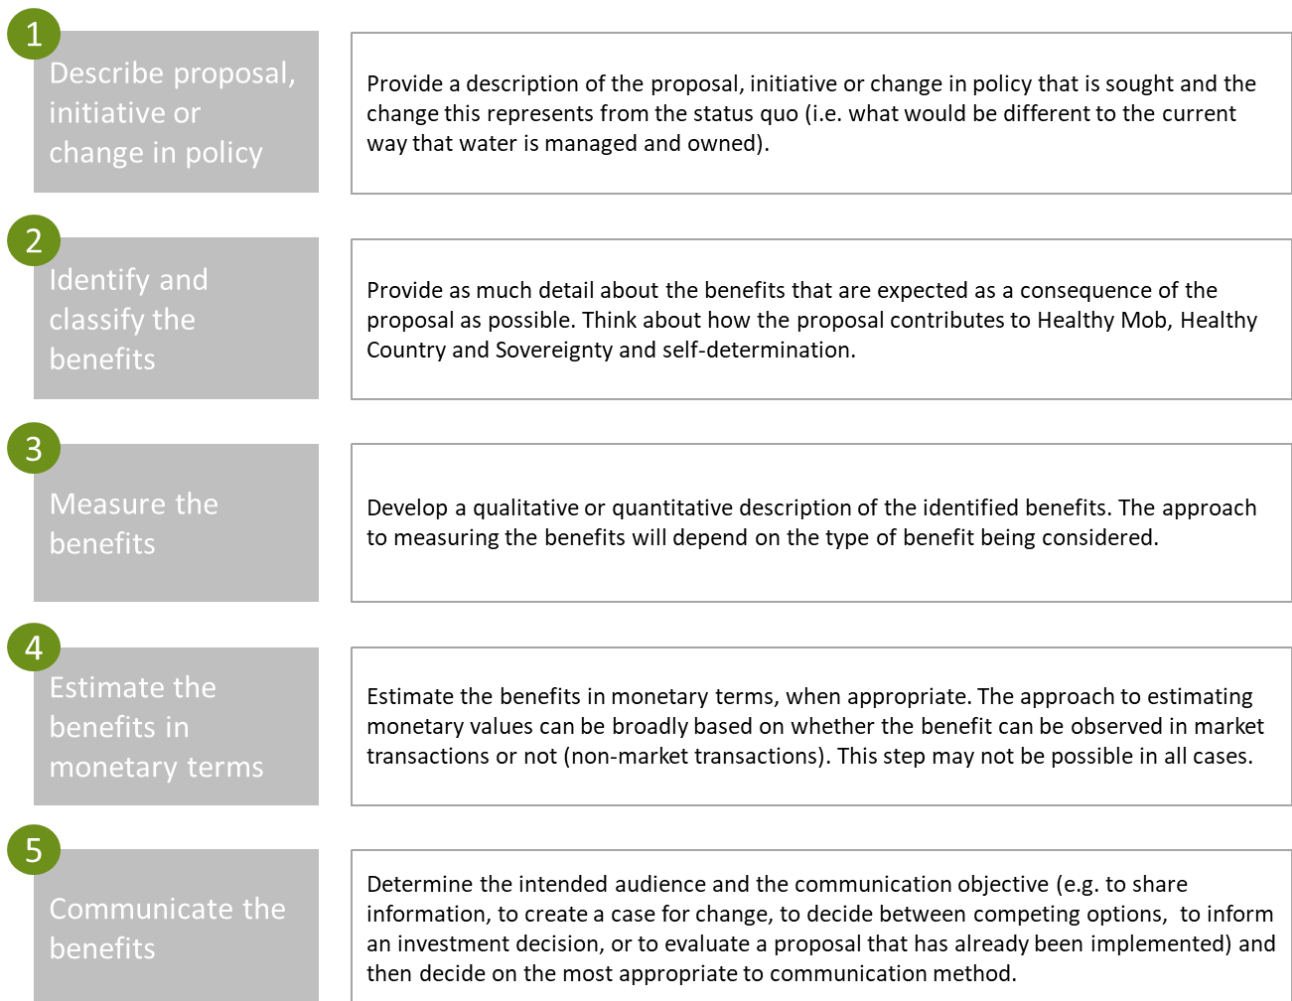 1
Describe proposal,
initiative or
change in policy
Provide a description of the proposal, initiative or change in policy that is sought and the
change this represents from the status quo (i.e. what would be different to the current
way that water is managed and owned).
2
Identify and
classify the
benefits
Provide as much detail about the benefits that are expected as a consequence of the
proposal as possible. Think about how the proposal contributes to Healthy Mob, Healthy
Country and Sovereignty and self-determination.
3
Measure the
benefits
Develop a qualitative or quantitative description of the identified benefits. The approach
to measuring the benefits will depend on the type of benefit being considered.
4
Estimate the
benefits in
monetary terms
Estimate the benefits in monetary terms, when appropriate. The approach to estimating
monetary values can be broadly based on whether the benefit can be observed in market
transactions or not (non-market transactions). This step may not be possible in all cases.
5
Communicate the
benefits
Determine the intended audience and the communication objective (e.g. to share
information, to create a case for change, to decide between competing options,  to inform
an investment decision, or to evaluate a proposal that has already been implemented) and
then decide on the most appropriate to communication method.